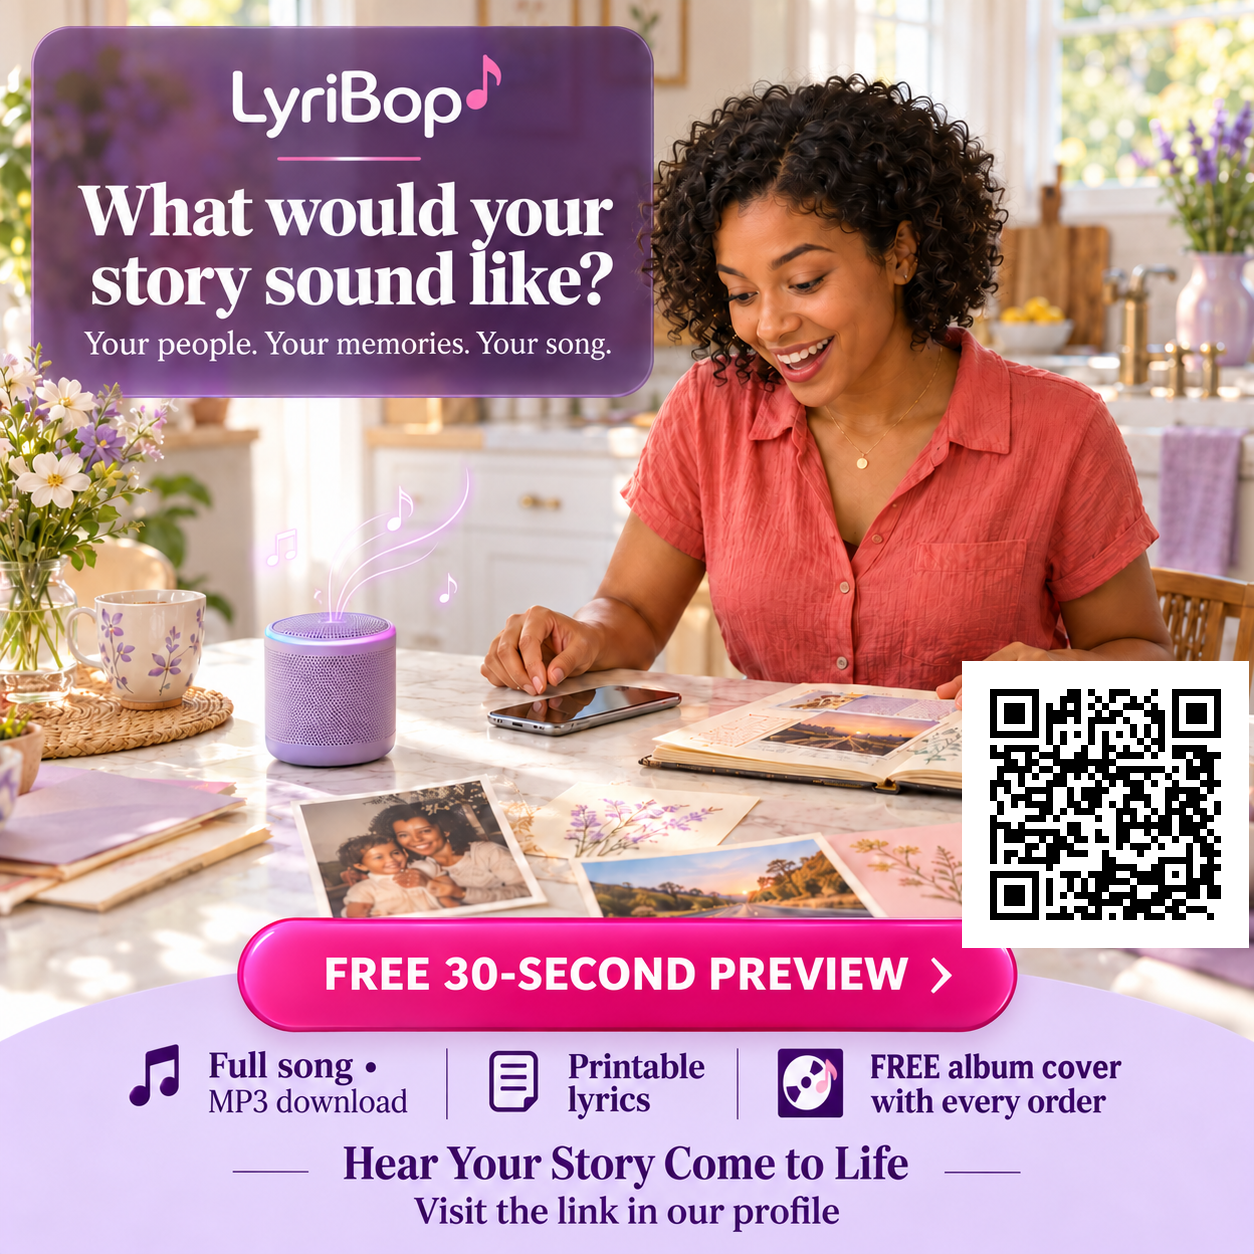 LyriBop
What would your
story sound like?
Your people. Your memories. Your song.
FREE 30-SECOND PREVIEW
Full song •
MP3 download
Printable
lyrics
FREE album cover
with every order
Hear Your Story Come to Life
Visit the link in our profile